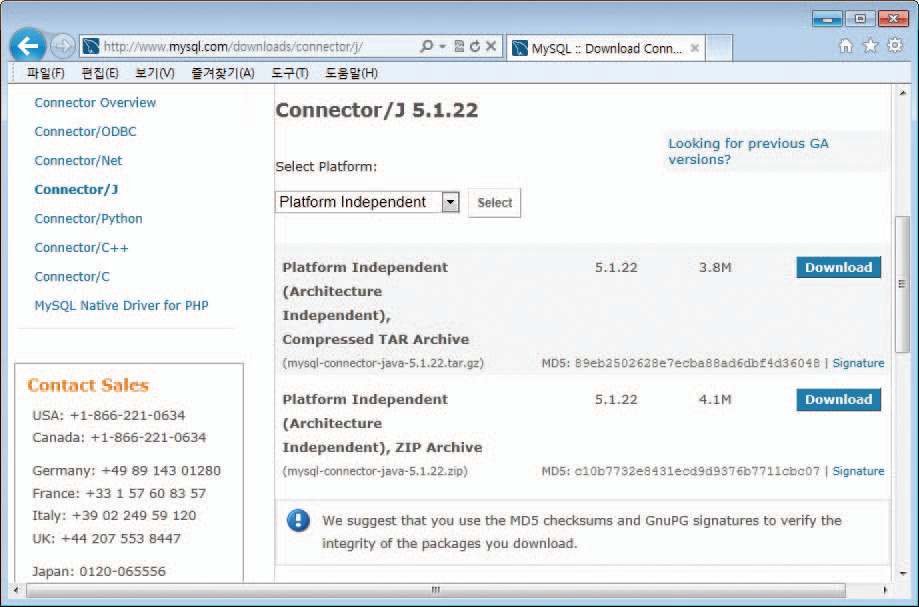 http://www.mysql.com/downloads/connector/j/
MySQL :: Download Conn...
파일(F) 편집(E) 보기(V) 즐겨찾기(A) 도구(T) 도움말(H)
Connector Overview
Connector/ODBC
Connector/Net
Connector/J
Connector/Python
Connector/C++
Connector/C
MySQL Native Driver for PHP
Contact Sales
USA: +1-866-221-0634
Canada: +1-866-221-0634
Germany: +49 89 143 01280
France: +33 1 57 60 83 57
Italy: +39 02 249 59 120
UK: +44 207 553 8447
Japan: 0120-065556
Connector/J 5.1.22
Looking for previous GA
versions?
Select Platform:
Platform Independent Select
Platform Independent 5.1.22 3.8M Download
(Architecture
Independent),
Compressed TAR Archive
(mysql-connector-java-5.1.22.tar.gz) MD5: 89eb2502628e7ecba88ad6dbf4d36048 | Signature
Platform Independent 5.1.22 4.1M Download
(Architecture
Independent), ZIP Archive
(mysql-connector-java-5.1.22.zip) MD5: c10b7732e8431ecd9d9376b7711cbc07 | Signature
We suggest that you use the MD5 checksums and GnuPG signatures to verify the
integrity of the packages you download.